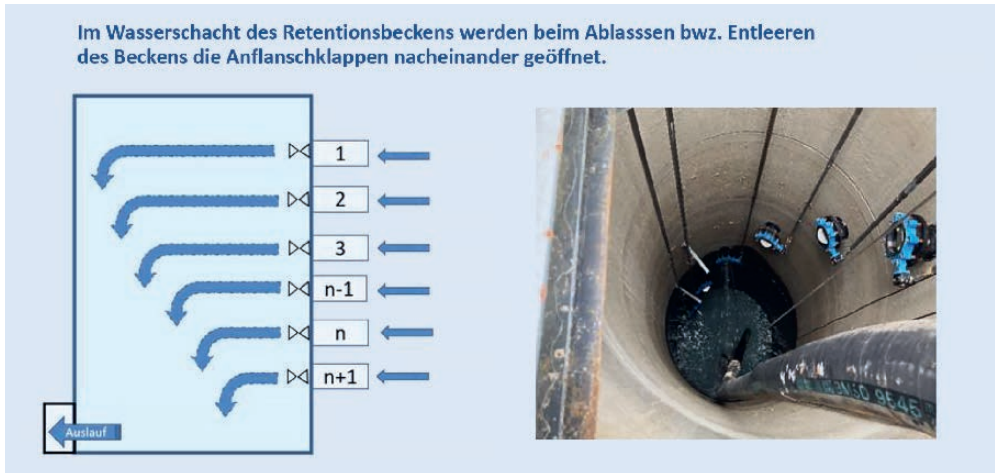 Im Wasserschacht des Retentionsbeckens werden beim Ablasssen bwz. Entleeren
des Beckens die Anflanschklappen nacheinander geöffnet.
1
2
3
n-1
n
n+1
Auslauf
9545